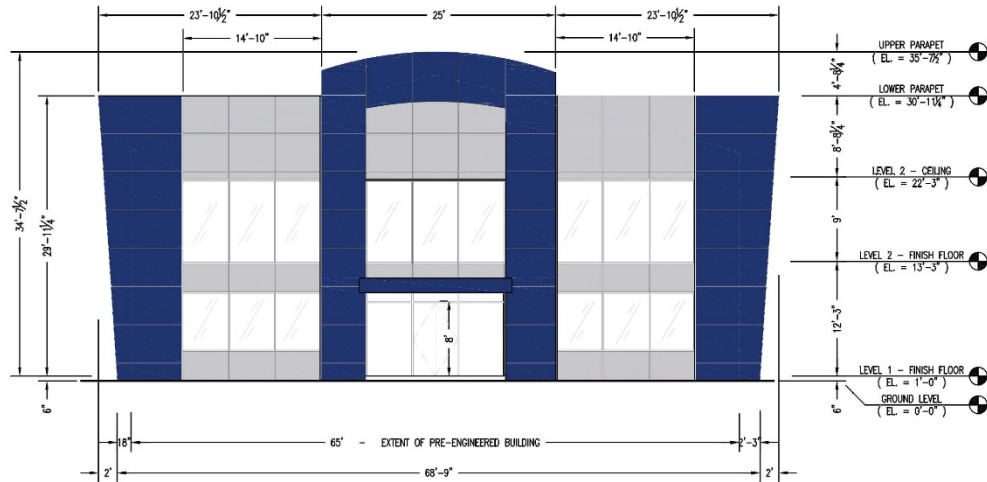 23'-10½" 25' 23'-10½"
14'-10" 14'-10"
UPPER PARAPET
( EL. = 35'-7½" )
4'-8¼"
LOWER PARAPET
( EL. = 30'-11¼" )
8'-8¼"
LEVEL 2 - CEILING
( EL. = 22'-3" )
34'-7½"
29'-11¼"
9'
LEVEL 2 - FINISH FLOOR
( EL. = 13'-3" )
12'-3"
8'
LEVEL 1 - FINISH FLOOR
( EL. = 1'-0" )
6" 6"
GROUND LEVEL
( EL. = 0'-0" )
18" 65' - EXTENT OF PRE-ENGINEERED BUILDING 2'-3"
2' 68'-9" 2'